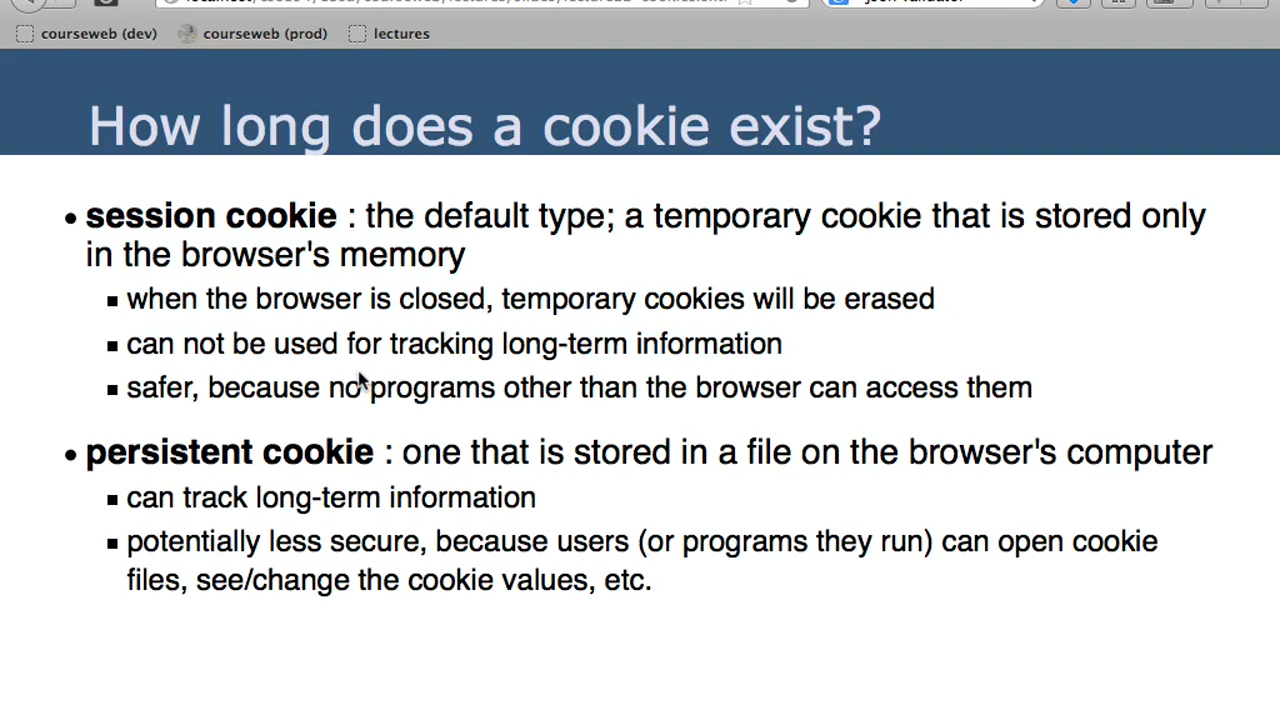 courseweb (dev) courseweb (prod) lectures
How long does a cookie exist?
• session cookie : the default type; a temporary cookie that is stored only
in the browser's memory
▪ when the browser is closed, temporary cookies will be erased
▪ can not be used for tracking long-term information
▪ safer, because no programs other than the browser can access them
• persistent cookie : one that is stored in a file on the browser's computer
▪ can track long-term information
▪ potentially less secure, because users (or programs they run) can open cookie
files, see/change the cookie values, etc.